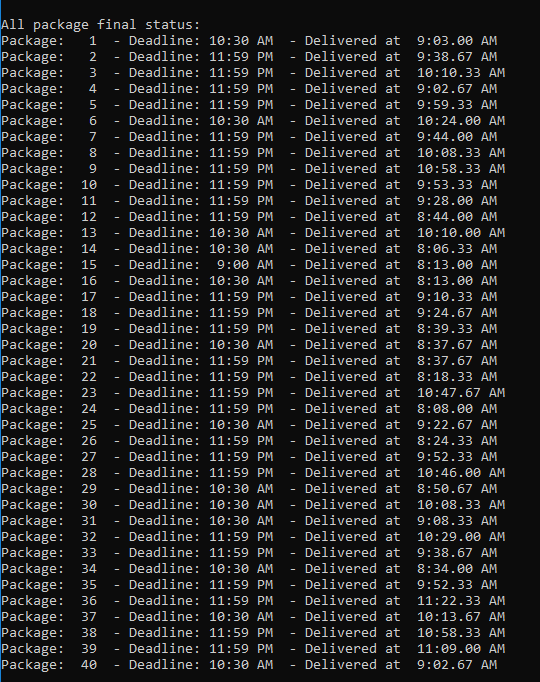 All package final status:
Package:   1  - Deadline: 10:30 AM  - Delivered at  9:03.00 AM
Package:   2  - Deadline: 11:59 PM  - Delivered at  9:38.67 AM
Package:   3  - Deadline: 11:59 PM  - Delivered at  10:10.33 AM
Package:   4  - Deadline: 11:59 PM  - Delivered at  9:02.67 AM
Package:   5  - Deadline: 11:59 PM  - Delivered at  9:59.33 AM
Package:   6  - Deadline: 10:30 AM  - Delivered at  10:24.00 AM
Package:   7  - Deadline: 11:59 PM  - Delivered at  9:44.00 AM
Package:   8  - Deadline: 11:59 PM  - Delivered at  10:08.33 AM
Package:   9  - Deadline: 11:59 PM  - Delivered at  10:58.33 AM
Package:  10  - Deadline: 11:59 PM  - Delivered at  9:53.33 AM
Package:  11  - Deadline: 11:59 PM  - Delivered at  9:28.00 AM
Package:  12  - Deadline: 11:59 PM  - Delivered at  8:44.00 AM
Package:  13  - Deadline: 10:30 AM  - Delivered at  10:10.00 AM
Package:  14  - Deadline: 10:30 AM  - Delivered at  8:06.33 AM
Package:  15  - Deadline:  9:00 AM  - Delivered at  8:13.00 AM
Package:  16  - Deadline: 10:30 AM  - Delivered at  8:13.00 AM
Package:  17  - Deadline: 11:59 PM  - Delivered at  9:10.33 AM
Package:  18  - Deadline: 11:59 PM  - Delivered at  9:24.67 AM
Package:  19  - Deadline: 11:59 PM  - Delivered at  8:39.33 AM
Package:  20  - Deadline: 10:30 AM  - Delivered at  8:37.67 AM
Package:  21  - Deadline: 11:59 PM  - Delivered at  8:37.67 AM
Package:  22  - Deadline: 11:59 PM  - Delivered at  8:18.33 AM
Package:  23  - Deadline: 11:59 PM  - Delivered at  10:47.67 AM
Package:  24  - Deadline: 11:59 PM  - Delivered at  8:08.00 AM
Package:  25  - Deadline: 10:30 AM  - Delivered at  9:22.67 AM
Package:  26  - Deadline: 11:59 PM  - Delivered at  8:24.33 AM
Package:  27  - Deadline: 11:59 PM  - Delivered at  9:52.33 AM
Package:  28  - Deadline: 11:59 PM  - Delivered at  10:46.00 AM
Package:  29  - Deadline: 10:30 AM  - Delivered at  8:50.67 AM
Package:  30  - Deadline: 10:30 AM  - Delivered at  10:08.33 AM
Package:  31  - Deadline: 10:30 AM  - Delivered at  9:08.33 AM
Package:  32  - Deadline: 11:59 PM  - Delivered at  10:29.00 AM
Package:  33  - Deadline: 11:59 PM  - Delivered at  9:38.67 AM
Package:  34  - Deadline: 10:30 AM  - Delivered at  8:34.00 AM
Package:  35  - Deadline: 11:59 PM  - Delivered at  9:52.33 AM
Package:  36  - Deadline: 11:59 PM  - Delivered at  11:22.33 AM
Package:  37  - Deadline: 10:30 AM  - Delivered at  10:13.67 AM
Package:  38  - Deadline: 11:59 PM  - Delivered at  10:58.33 AM
Package:  39  - Deadline: 11:59 PM  - Delivered at  11:09.00 AM
Package:  40  - Deadline: 10:30 AM  - Delivered at  9:02.67 AM